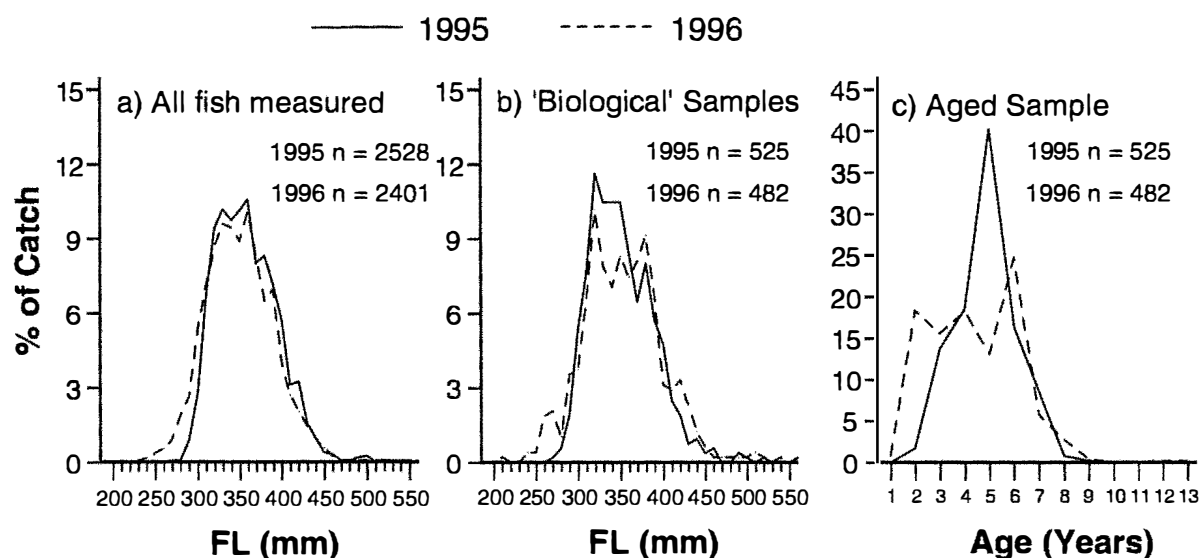 1995 1996
a) All fish measured
1995 n = 2528
1996 n = 2401
15
12
9
6
3
0
% of Catch
200 250 300 350 400 450 500 550
FL (mm)
b) 'Biological' Samples
1995 n = 525
1996 n = 482
15
12
9
6
3
0
200 250 300 350 400 450 500 550
FL (mm)
c) Aged Sample
1995 n = 525
1996 n = 482
45
40
35
30
25
20
15
10
5
0
1 2 3 4 5 6 7 8 9 10 11 12 13
Age (Years)